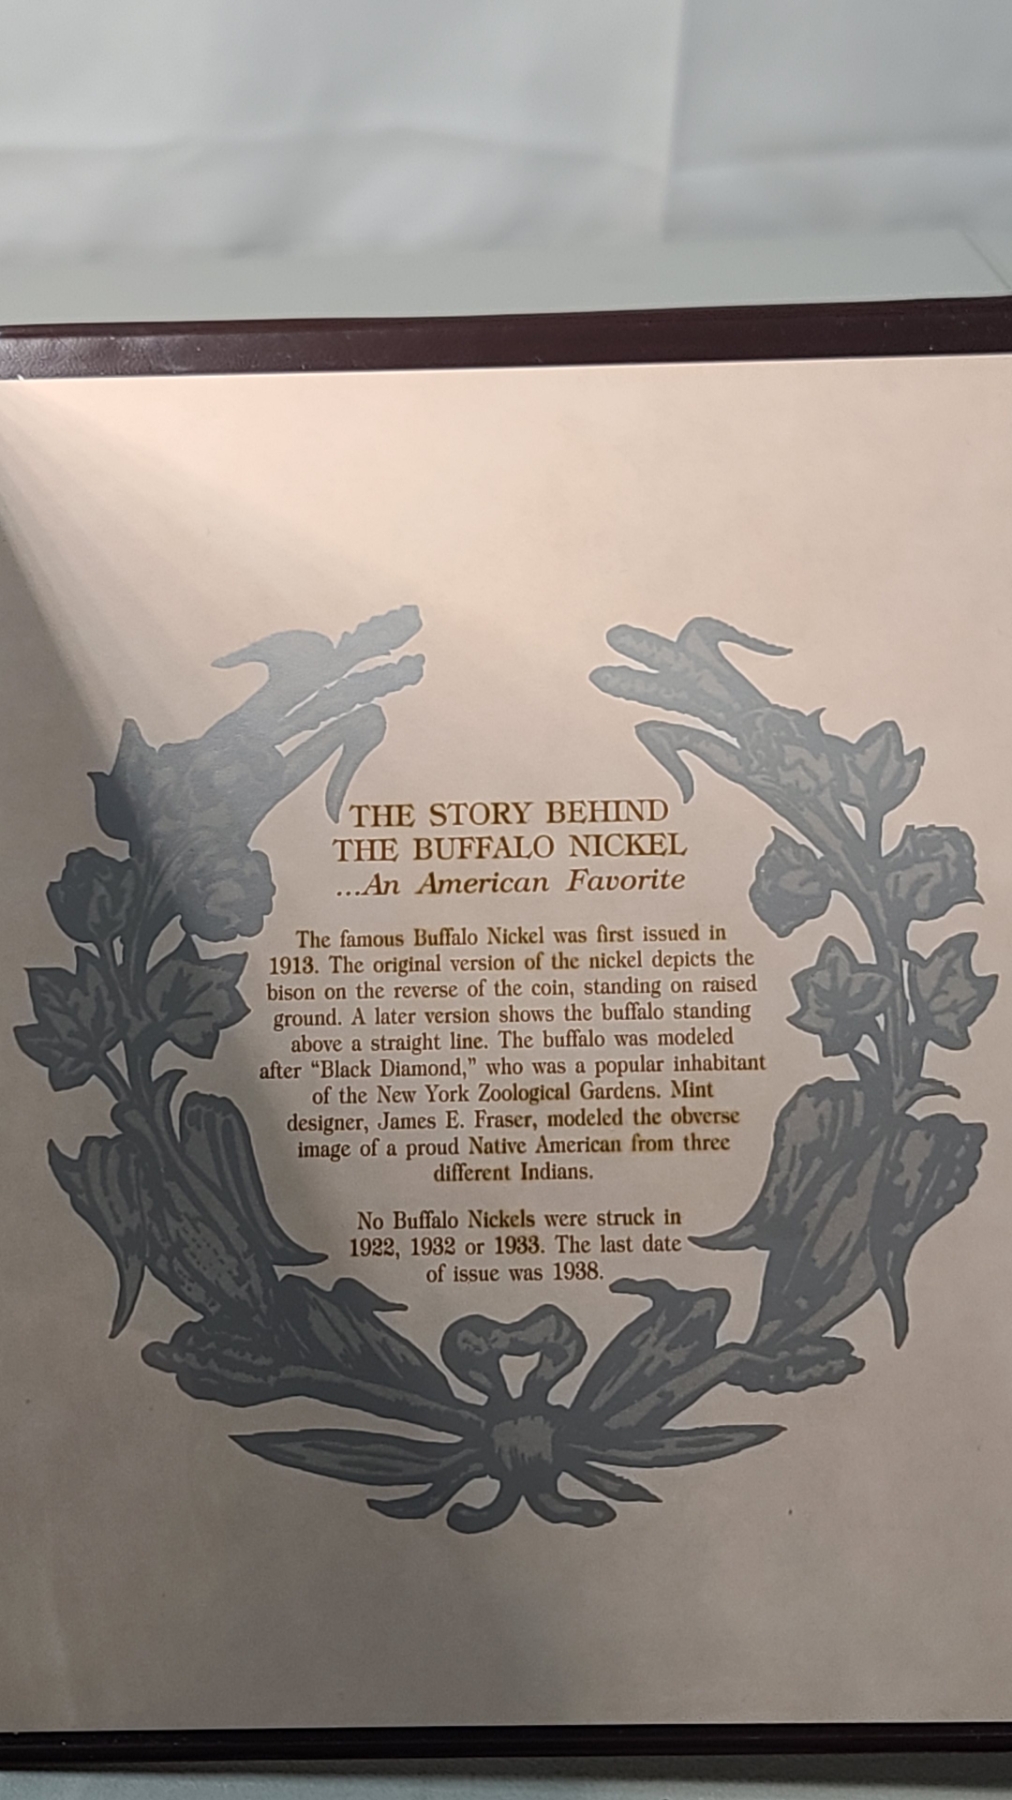 THE STORY BEHIND
THE BUFFALO NICKEL
...An American Favorite
The famous Buffalo Nickel was first issued in
1913. The original version of the nickel depicts the
bison on the reverse of the coin, standing on raised
ground. A later version shows the buffalo standing
above a straight line. The buffalo was modeled
after “Black Diamond,” who was a popular inhabitant
of the New York Zoological Gardens. Mint
designer, James E. Fraser, modeled the obverse
image of a proud Native American from three
different Indians.
No Buffalo Nickels were struck in
1922, 1932 or 1933. The last date
of issue was 1938.